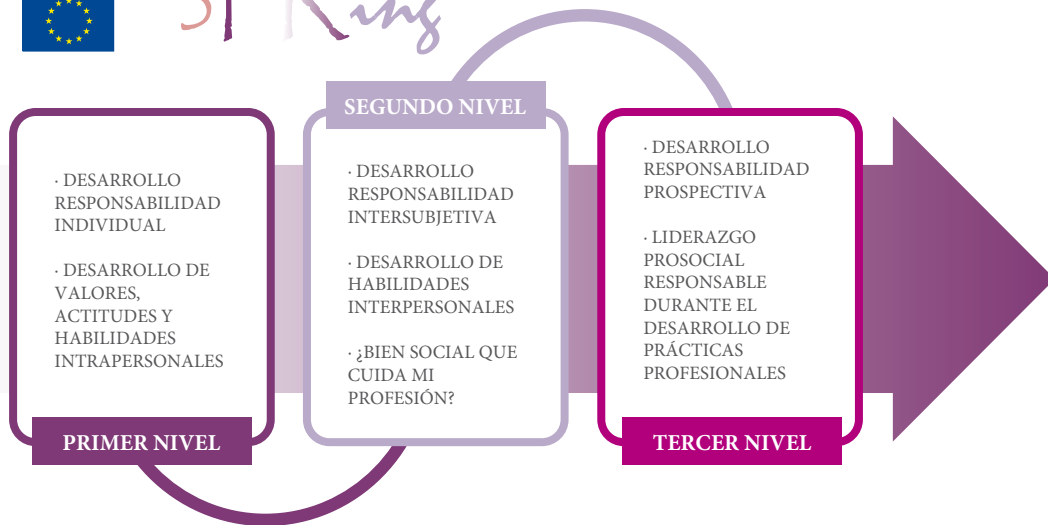 PRIMER NIVEL
· DESARROLLO
RESPONSABILIDAD
INDIVIDUAL
· DESARROLLO DE
VALORES,
ACTITUDES Y
HABILIDADES
INTRAPERSONALES
SEGUNDO NIVEL
· DESARROLLO
RESPONSABILIDAD
INTERSUBJETIVA
· DESARROLLO DE
HABILIDADES
INTERPERSONALES
· ¿BIEN SOCIAL QUE
CUIDA MI
PROFESIÓN?
TERCER NIVEL
· DESARROLLO
RESPONSABILIDAD
PROSPECTIVA
· LIDERAZGO
PROSOCIAL
RESPONSABLE
DURANTE EL
DESARROLLO DE
PRÁCTICAS
PROFESIONALES